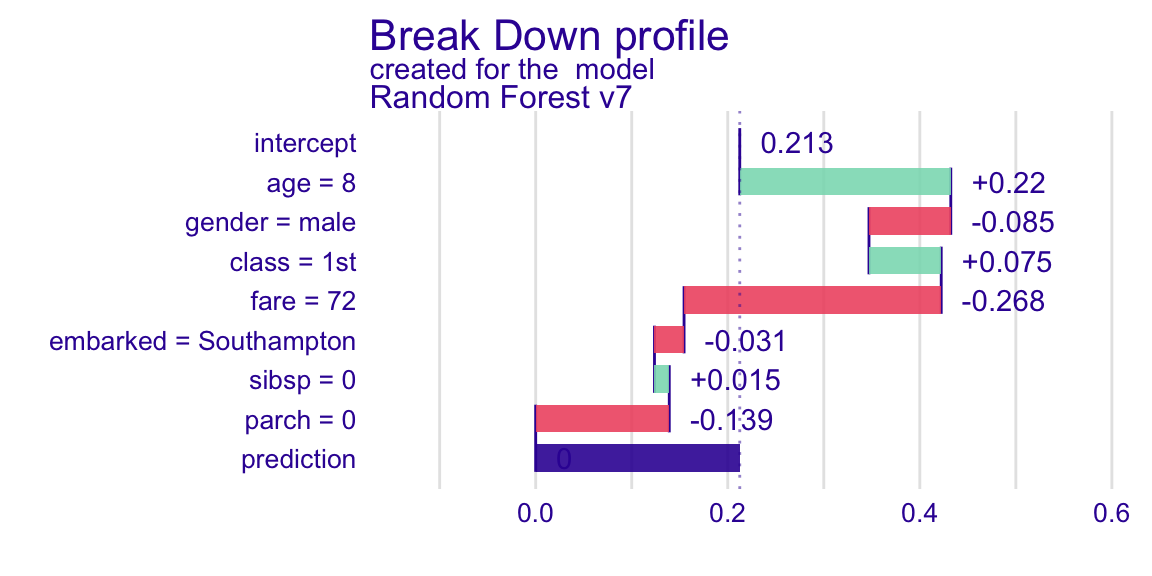 Break Down profile
created for the  model
Random Forest v7
intercept 0.213
age = 8 +0.22
gender = male -0.085
class = 1st +0.075
fare = 72 -0.268
embarked = Southampton -0.031
sibsp = 0 +0.015
parch = 0 -0.139
prediction 0
0.0 0.2 0.4 0.6